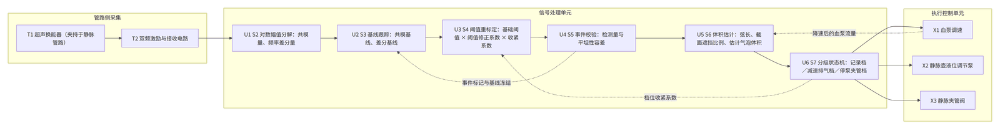 管路侧采集
T1 超声换能器（夹持于静脉
管路）
T2 双频激励与接收电路
信号处理单元
U1 S2 对数幅值分解：共模
量、频率差分量
U2 S3 基线跟踪：共模基
线、差分基线
U3 S4 阈值重标定：基础阈
值 × 阈值修正系数 × 收紧
系数
U4 S5 事件校验：检测量与
平坦性容差
U5 S6 体积估计：弦长、截
面遮挡比例、估计气泡体积
U6 S7 分级状态机：记录档
／减速排气档／停泵夹管档
事件标记与基线冻结
档位收紧系数
降速后的血泵流量
执行控制单元
X1 血泵调速
X2 静脉壶液位调节泵
X3 静脉夹管阀